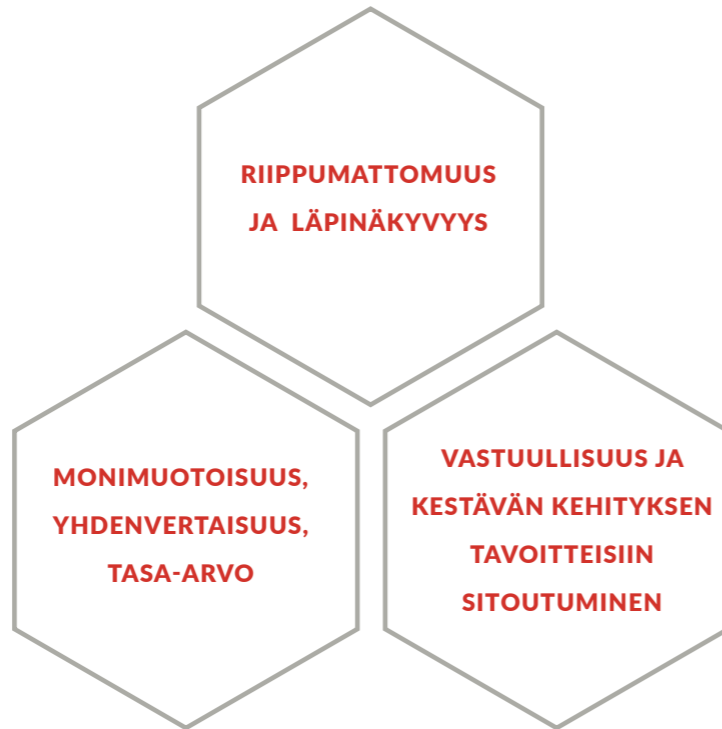 RIIPPUMATTOMUUS
JA LÄPINÄKYVYYS
MONIMUOTOISUUS,
YHDENVERTAISUUS,
TASA-ARVO
VASTUULLISUUS JA
KESTÄVÄN KEHITYKSEN
TAVOITTEISIIN
SITOUTUMINEN